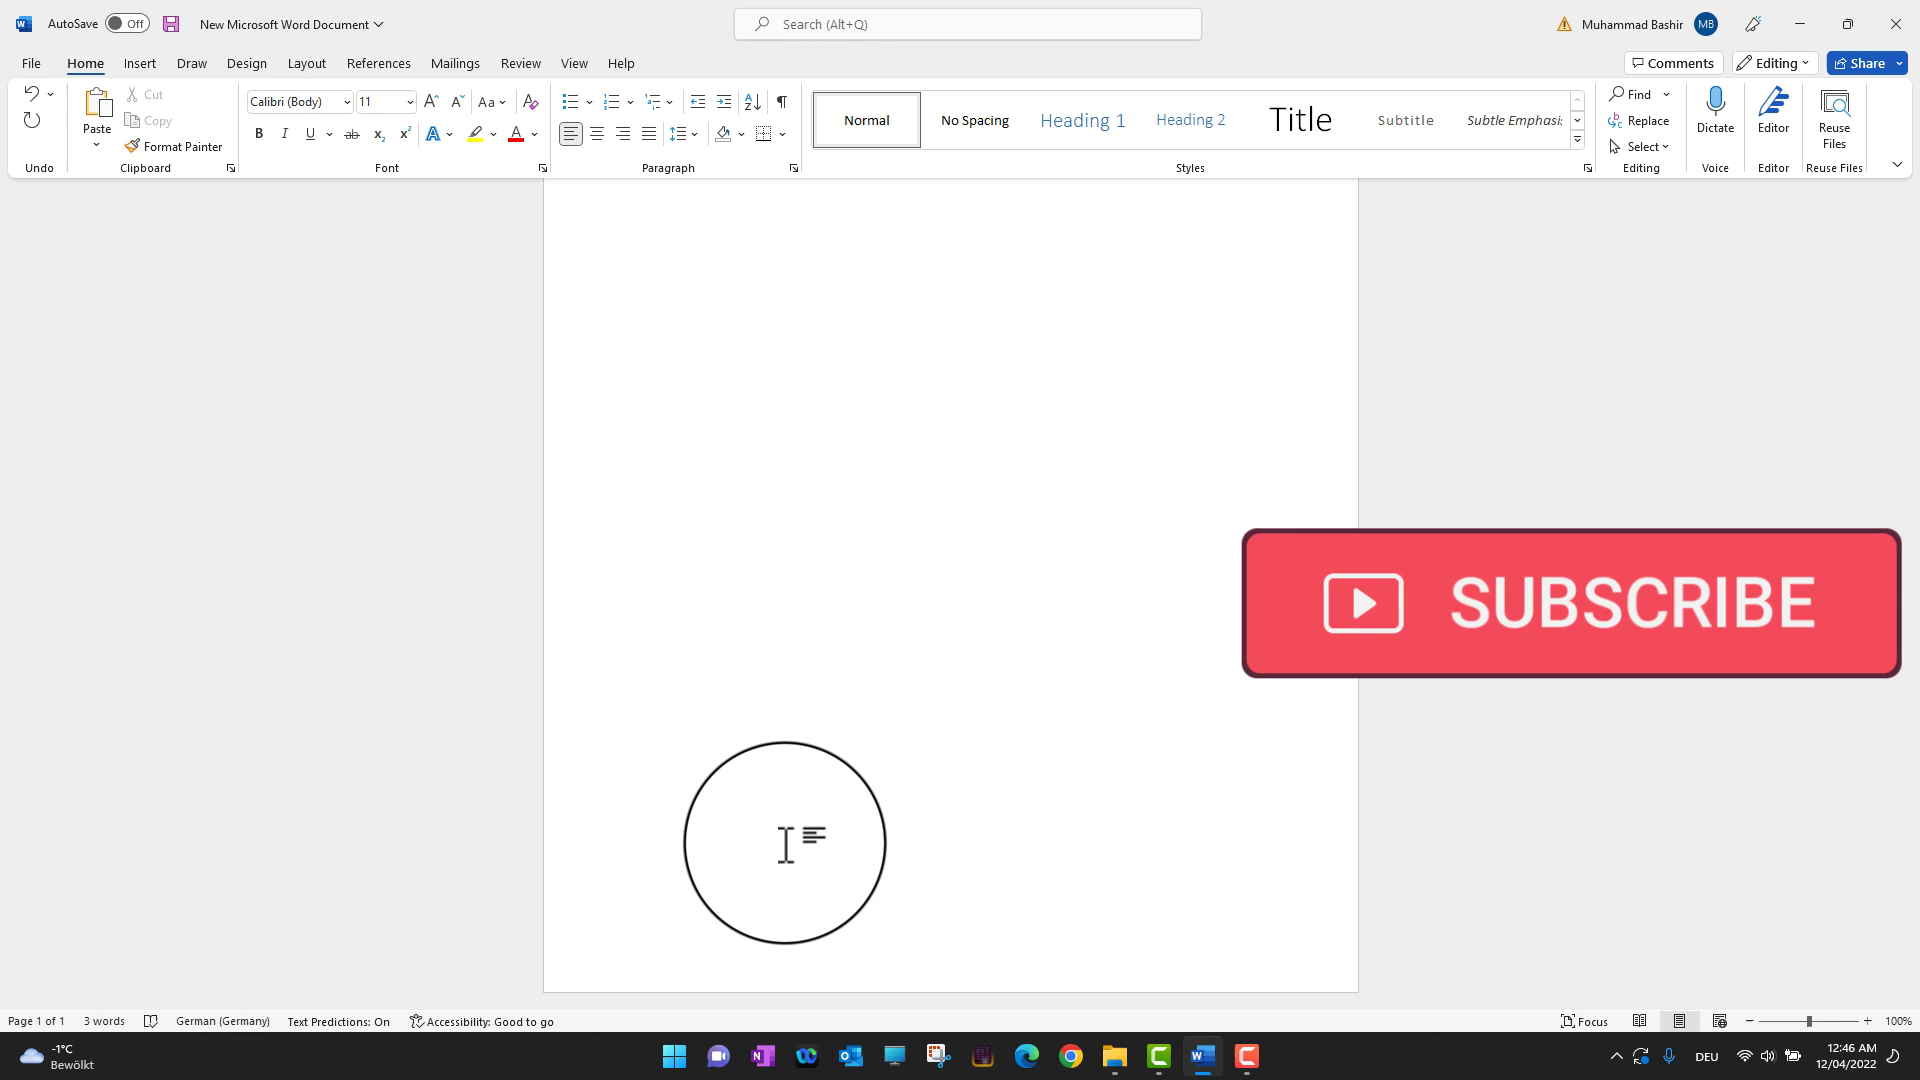 AutoSave Off New Microsoft Word Document Search (Alt+Q) Muhammad Bashir MB
File Home Insert Draw Design Layout References Mailings Review View Help Comments Editing Share
Calibri (Body) 11 Aa
Paste
Cut
Copy
Format Painter
Normal No Spacing Heading 1 Heading 2 Title Subtitle Subtle Emphasis
Find
Replace
Select
Dictate
Editor
Reuse
Files
Undo Clipboard Font Paragraph Styles Editing Voice Editor Reuse Files
SUBSCRIBE
Page 1 of 1 3 words German (Germany) Text Predictions: On Accessibility: Good to go Focus 100%
-1°C
Bewölkt
DEU
12:46 AM
12/04/2022